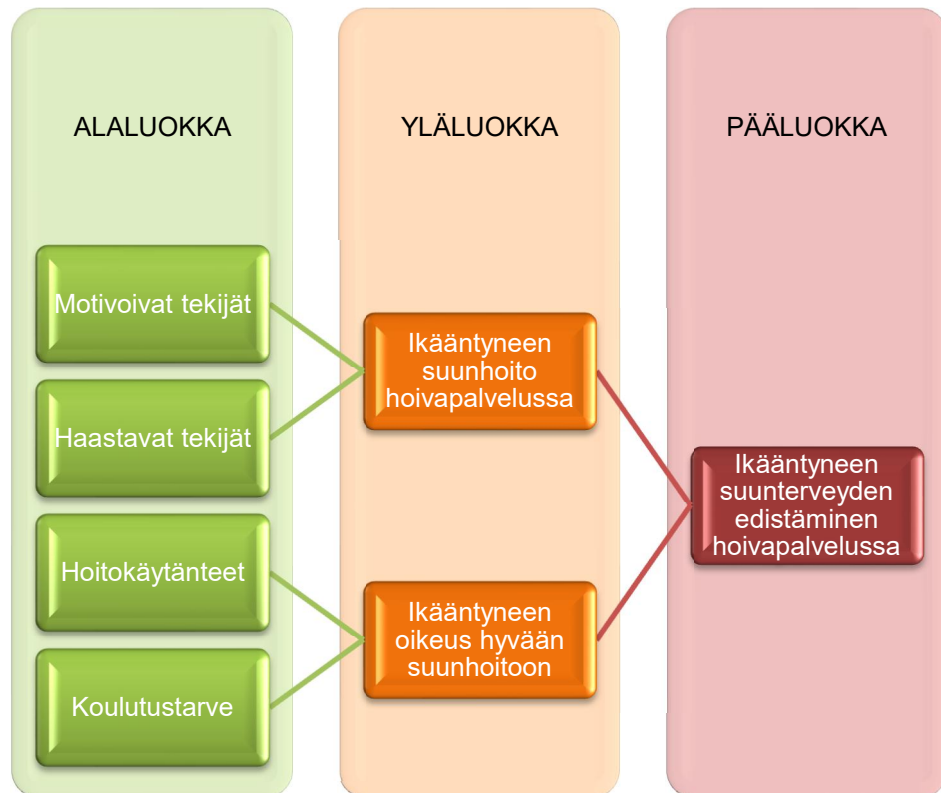 ALALUOKKA
YLÄLUOKKA
PÄÄLUOKKA
Motivoivat tekijät
Haastavat tekijät
Hoitokäytänteet
Koulutustarve
Ikääntyneen
suunhoito
hoivapalvelussa
Ikääntyneen
oikeus hyvään
suunhoitoon
Ikääntyneen
suunterveyden
edistäminen
hoivapalvelussa